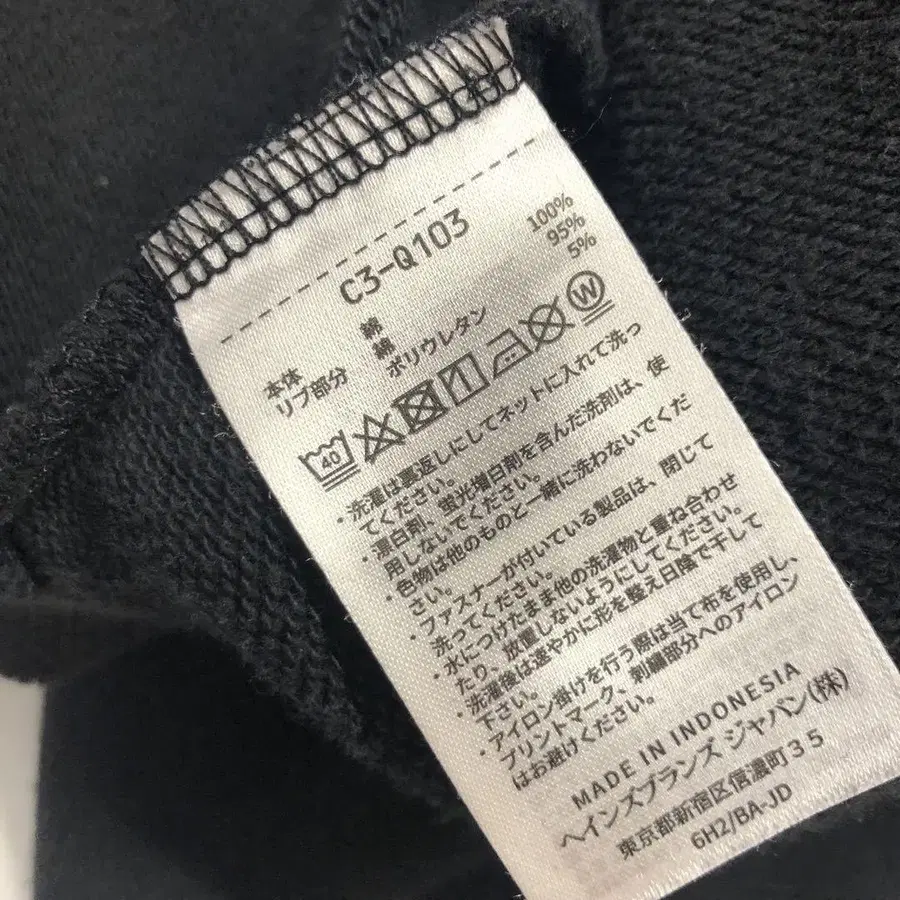 C3-Q103
本体 綿 100%
リブ部分 綿 95%
ポリウレタン 5%
40 W
・洗濯は裏返しにしてネットに入れて洗っ
てください。
・漂白剤、蛍光増白剤を含んだ洗剤は、使
用しないでください。
・色物は他のものと一緒に洗わないでくだ
さい。
・ファスナーが付いている製品は、閉じて
洗ってください。
・水につけたまま他の洗濯物と重ね合わせ
たり、放置しないようにしてください。
・洗濯後は速やかに形を整え日陰で干して
下さい。
・アイロン掛けを行う際は当て布を使用し、
プリントマーク、刺繍部分へのアイロン
はお避けください。
MADE IN INDONESIA
ヘインズブランズ ジャパン(株)
東京都新宿区信濃町35
6H2/BA-JD